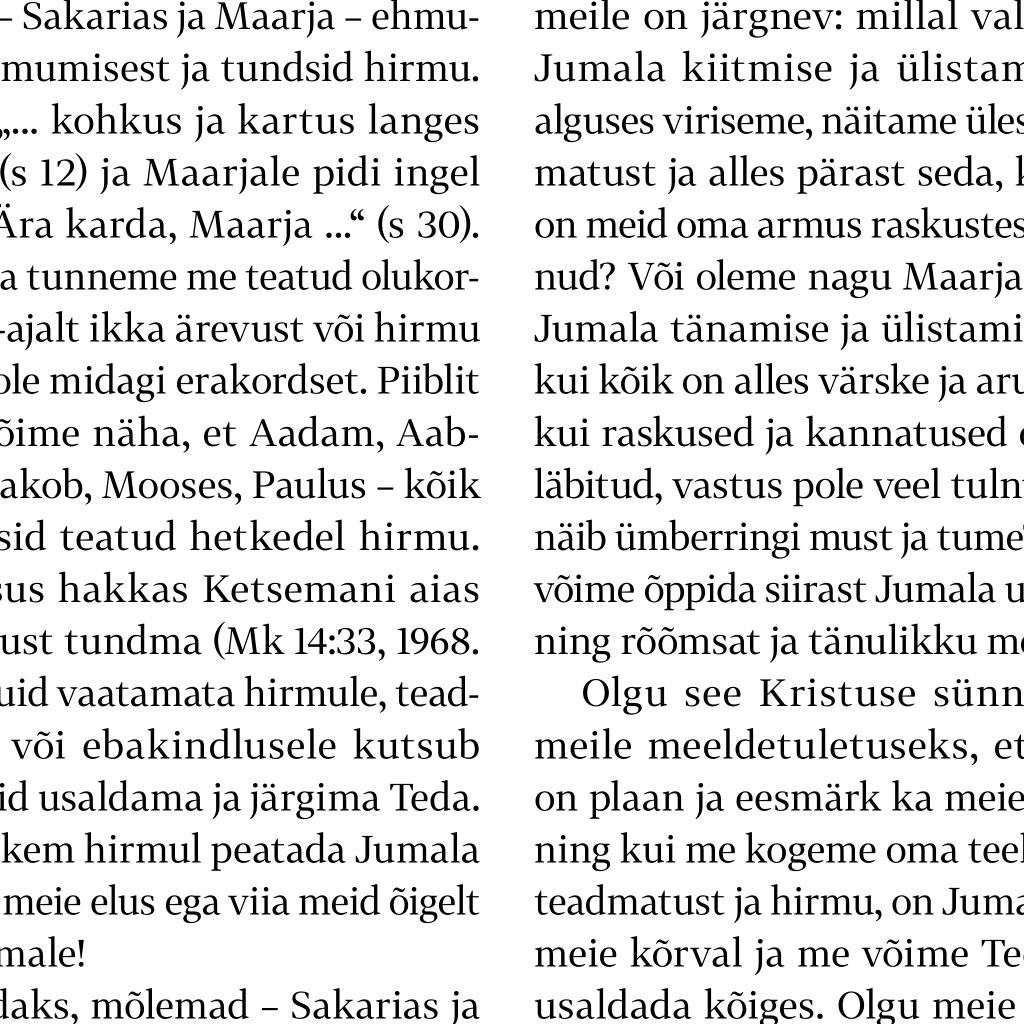 – Sakarias ja Maarja – ehmu-
mumisest ja tundsid hirmu.
„... kohkus ja kartus langes
(s 12) ja Maarjale pidi ingel
Ära karda, Maarja ...“ (s 30).
a tunneme me teatud olukor-
-ajalt ikka ärevust või hirmu
ole midagi erakordset. Piiblit
õime näha, et Aadam, Aab-
akob, Mooses, Paulus – kõik
sid teatud hetkedel hirmu.
sus hakkas Ketsemani aias
ust tundma (Mk 14:33, 1968.
uid vaatamata hirmule, tead-
või ebakindlusele kutsub
id usaldama ja järgima Teda.
kem hirmul peatada Jumala
meie elus ega viia meid õigelt
male!
daks, mõlemad – Sakarias ja
meile on järgnev: millal val
Jumala kiitmise ja ülistam
alguses viriseme, näitame üles
matust ja alles pärast seda, k
on meid oma armus raskustes
nud? Või oleme nagu Maarja
Jumala tänamise ja ülistami
kui kõik on alles värske ja aru
kui raskused ja kannatused
läbitud, vastus pole veel tuln
näib ümberringi must ja tume
võime õppida siirast Jumala u
ning rõõmsat ja tänulikku me
Olgu see Kristuse sünn
meile meeldetuletuseks, et
on plaan ja eesmärk ka meie
ning kui me kogeme oma teel
teadmatust ja hirmu, on Juma
meie kõrval ja me võime Te
usaldada kõiges. Olgu meie